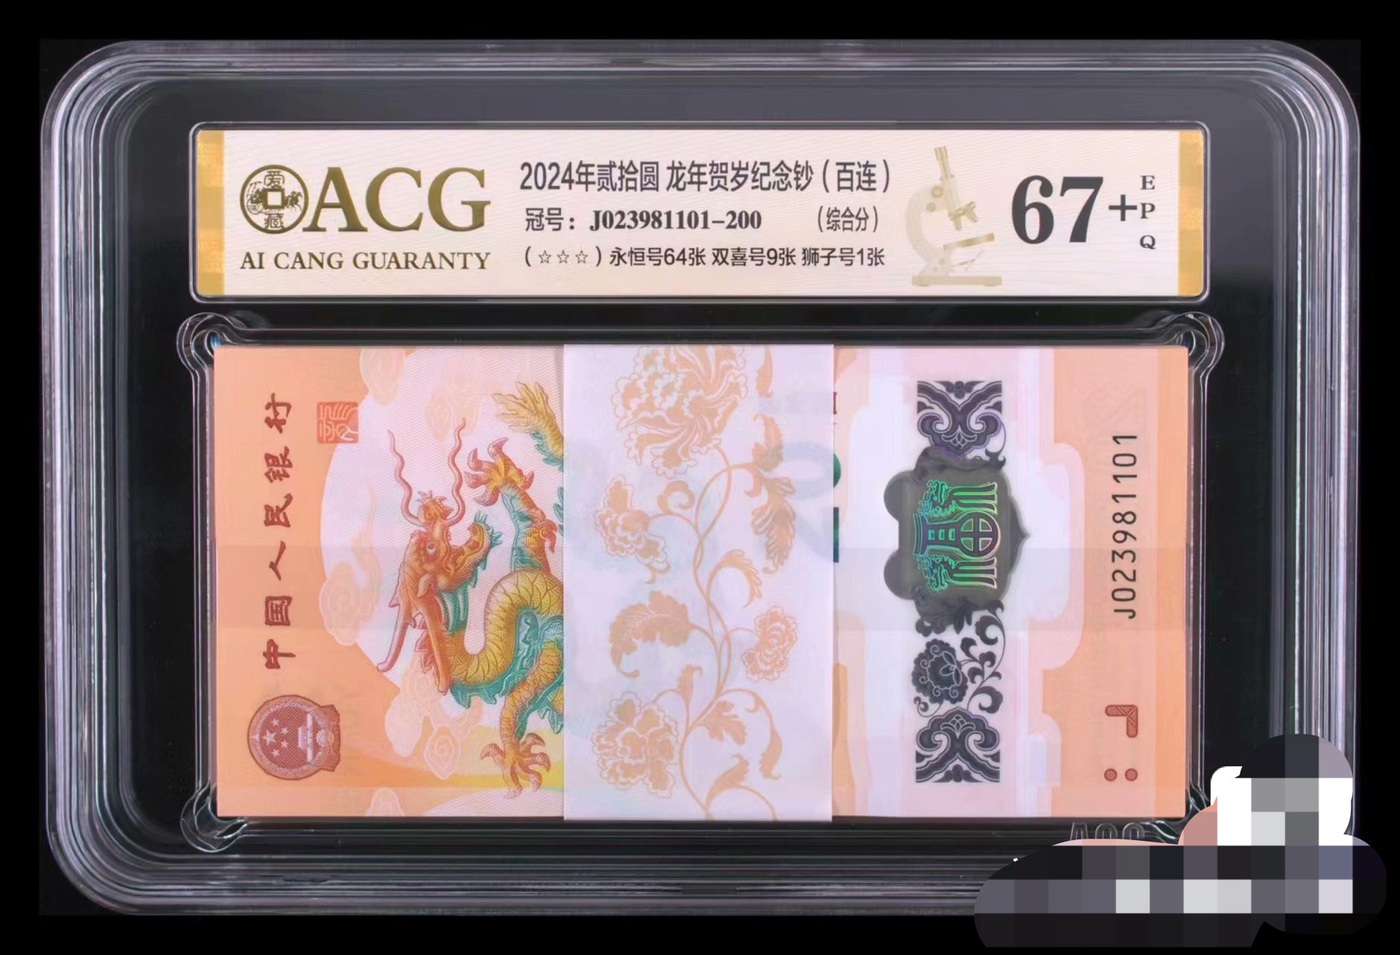 ACG
AI CANG GUARANTY
2024年贰拾圆 龙年贺岁纪念钞（百连）
冠号：J023981101-200 （综合分）
（☆☆☆）永恒号64张 双喜号9张 狮子号1张
67+
EPQ
中国人民银行
J023981101
ACG